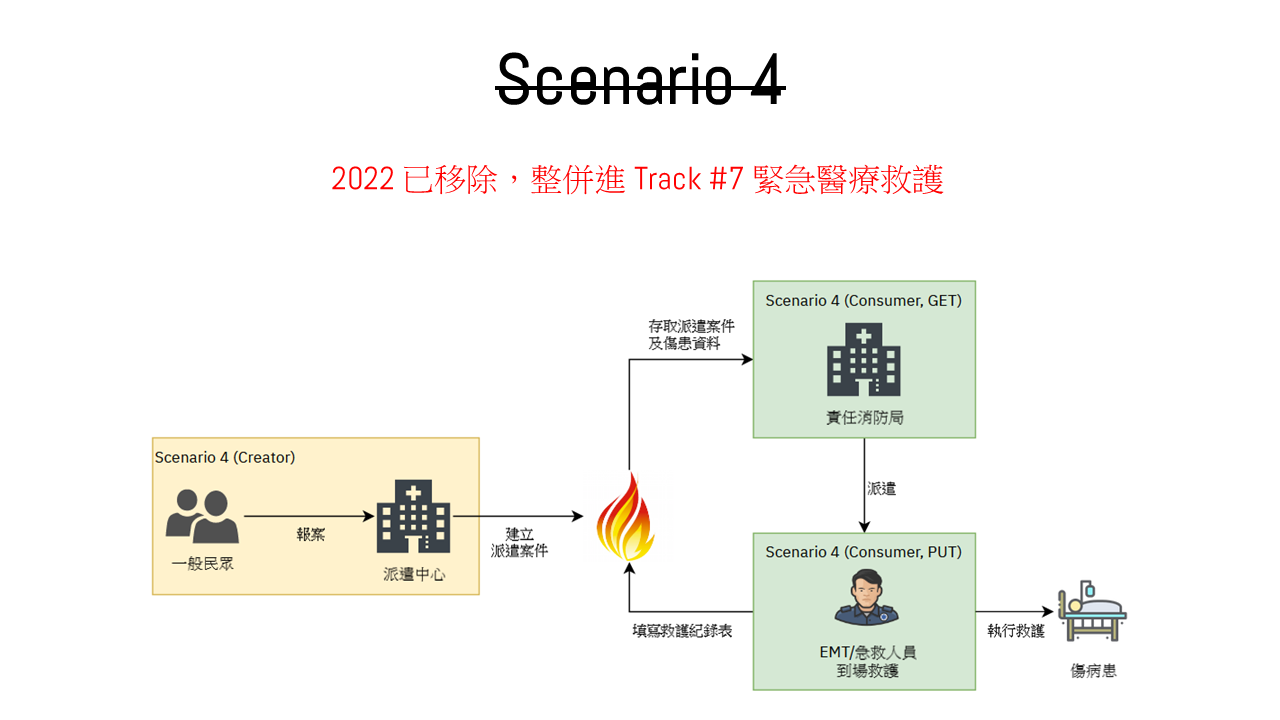 Scenario 4
2022 已移除，整併進 Track #7 緊急醫療救護
Scenario 4 (Creator)
一般民眾
報案
派遣中心
建立
派遣案件
存取派遣案件
及傷患資料
Scenario 4 (Consumer, GET)
責任消防局
派遣
Scenario 4 (Consumer, PUT)
EMT/急救人員
到場救護
填寫救護紀錄表
執行救護
傷病患